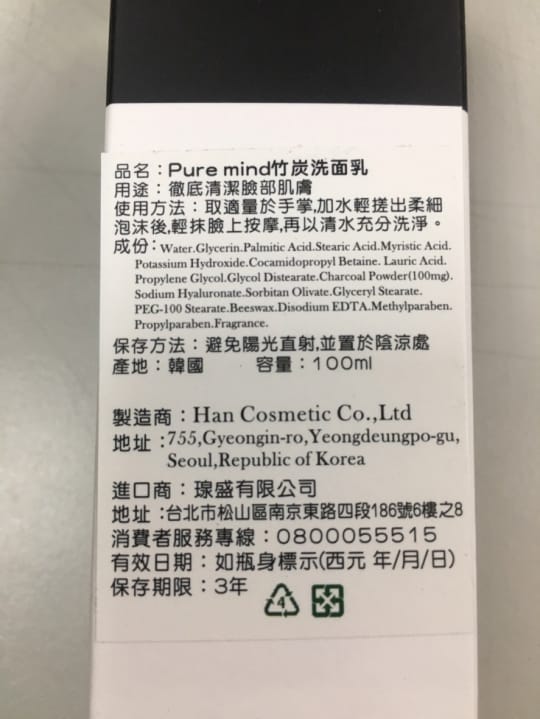 品名：Pure mind竹炭洗面乳
用途：徹底清潔臉部肌膚
使用方法：取適量於手掌,加水輕搓出柔細
泡沫後,輕抹臉上按摩,再以清水充分洗淨。
成份：Water.Glycerin.Palmitic Acid.Stearic Acid.Myristic Acid.
Potassium Hydroxide.Cocamidopropyl Betaine. Lauric Acid.
Propylene Glycol.Glycol Distearate.Charcoal Powder(100mg).
Sodium Hyaluronate.Sorbitan Olivate.Glyceryl Stearate.
PEG-100 Stearate.Beeswax.Disodium EDTA.Methylparaben.
Propylparaben.Fragrance.
保存方法：避免陽光直射,並置於陰涼處
產地：韓國 容量：100ml
製造商：Han Cosmetic Co.,Ltd
地址：755,Gyeongin-ro,Yeongdeungpo-gu,
Seoul,Republic of Korea
進口商：琭盛有限公司
地址：台北市松山區南京東路四段186號6樓之8
消費者服務專線：0800055515
有效日期：如瓶身標示(西元 年/月/日)
保存期限：3年
4